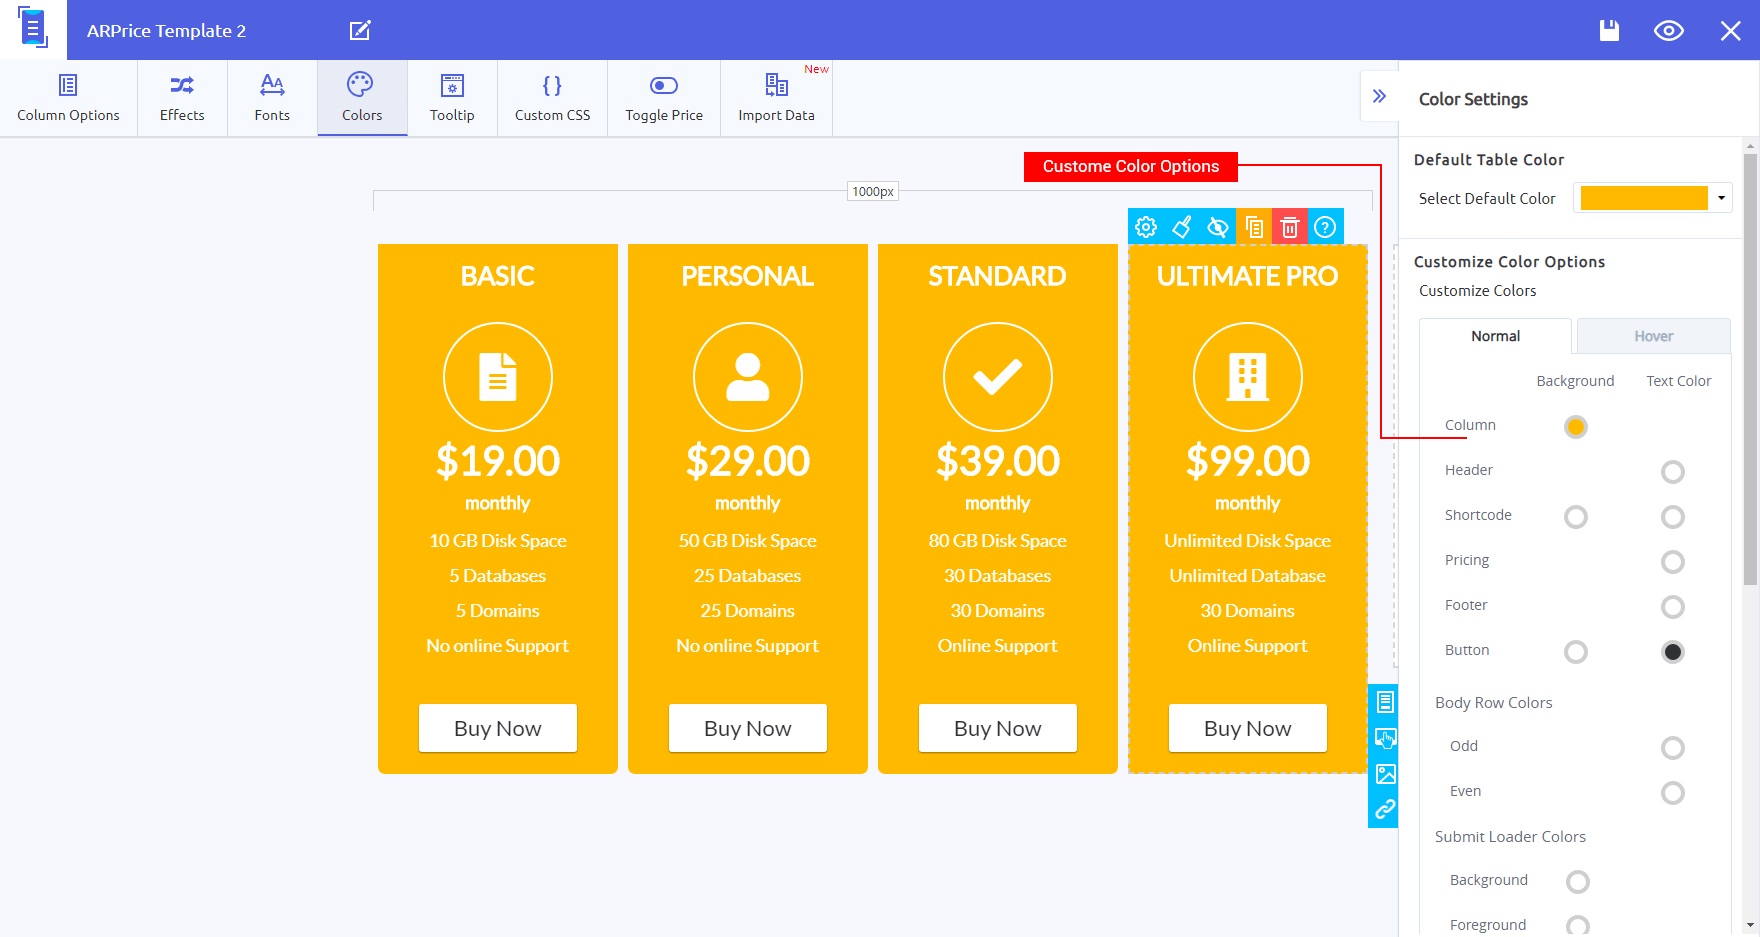 ARPrice Template 2
Column Options
Effects
Fonts
Colors
Tooltip
Custom CSS
Toggle Price
New
Import Data
Custome Color Options
1000px
BASIC
$19.00
monthly
10 GB Disk Space
5 Databases
5 Domains
No online Support
Buy Now
PERSONAL
$29.00
monthly
50 GB Disk Space
25 Databases
25 Domains
No online Support
Buy Now
STANDARD
$39.00
monthly
80 GB Disk Space
30 Databases
30 Domains
Online Support
Buy Now
ULTIMATE PRO
$99.00
monthly
Unlimited Disk Space
Unlimited Database
30 Domains
Online Support
Buy Now
Color Settings
Default Table Color
Select Default Color
Customize Color Options
Customize Colors
Normal Hover
Background Text Color
Column
Header
Shortcode
Pricing
Footer
Button
Body Row Colors
Odd
Even
Submit Loader Colors
Background
Foreground